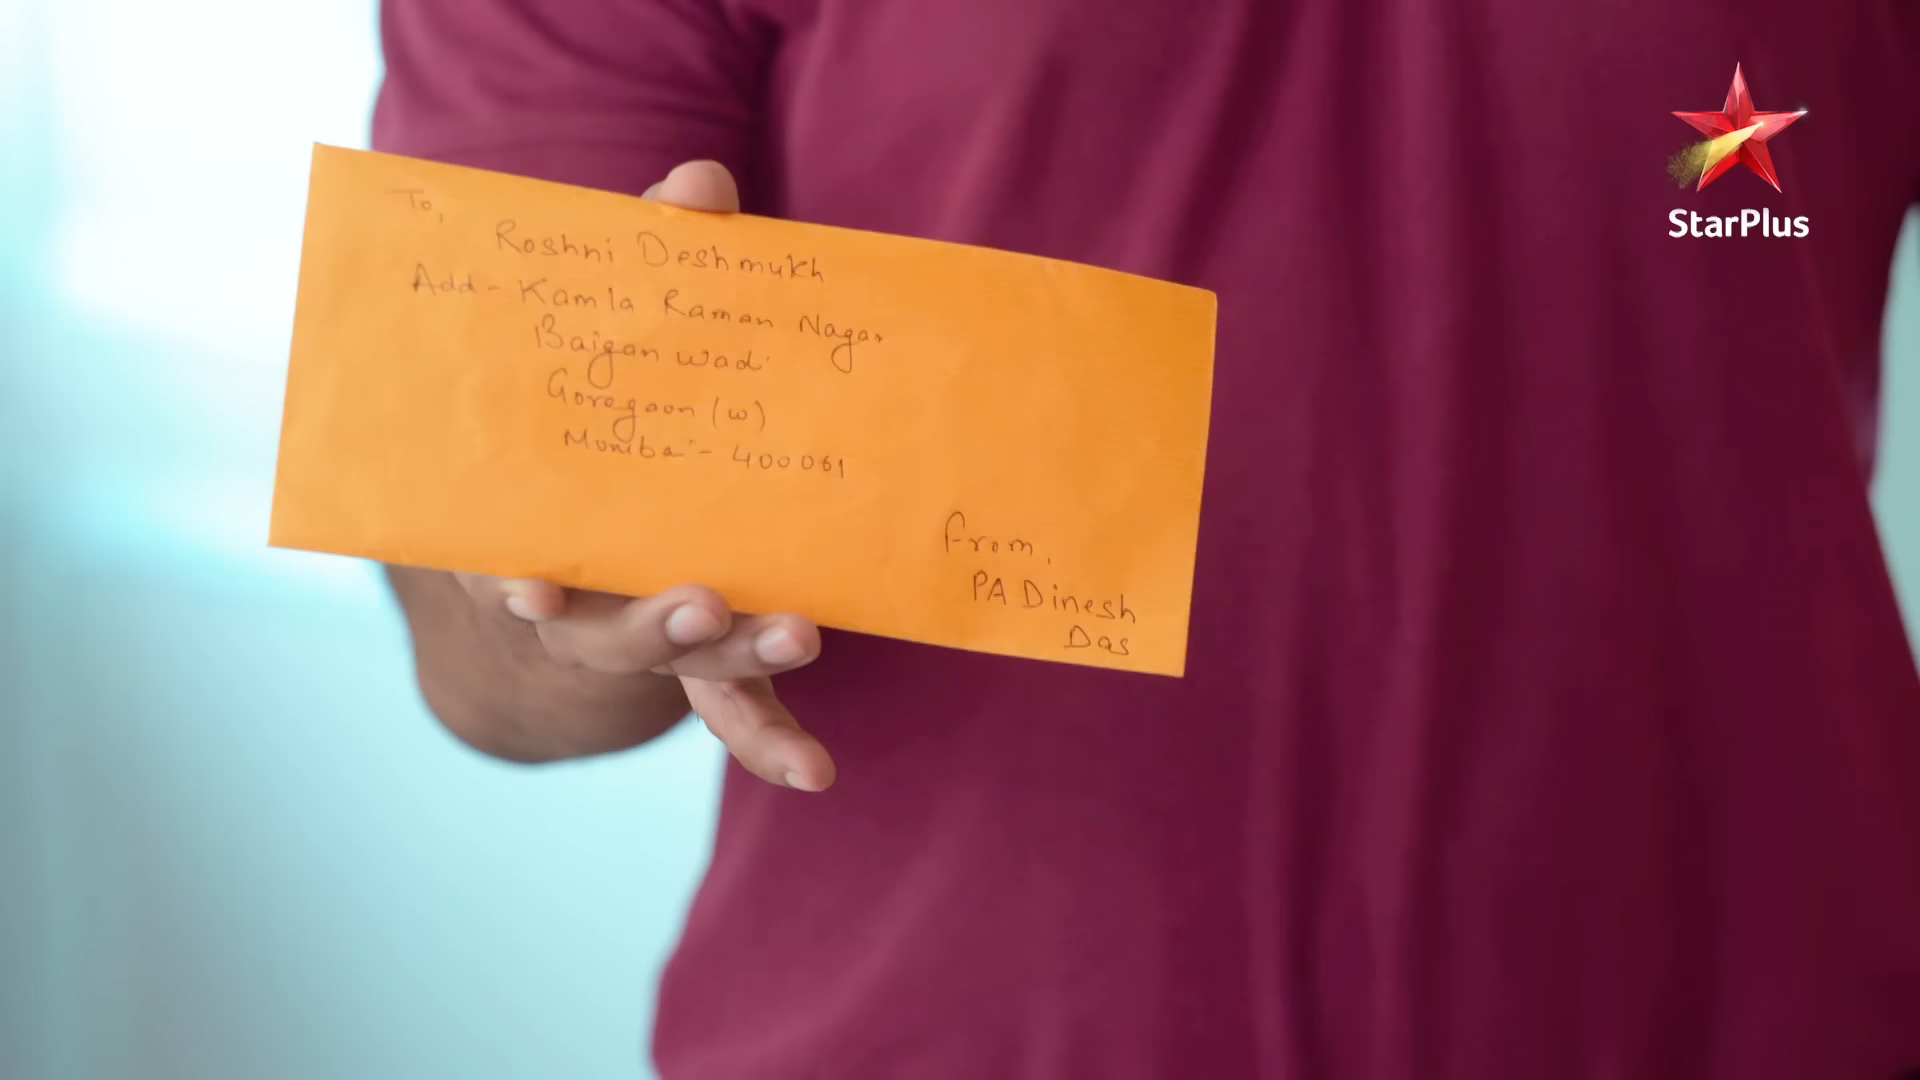 To,
Roshni Deshmukh
Add - Kamla Raman Nagar
Baigan wadi
Goregaon (w)
Mumbai - 400061
From,
PA Dinesh
Das
StarPlus